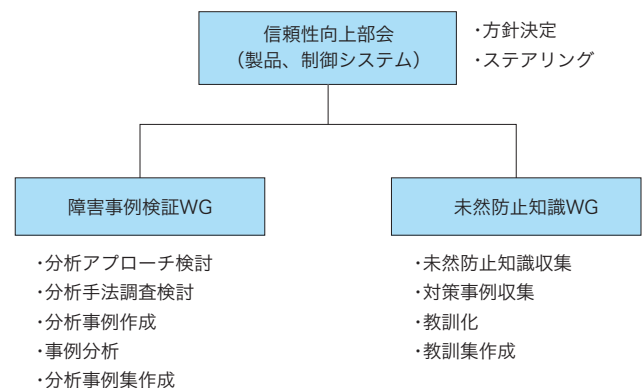 信頼性向上部会
（製品、制御システム）
・方針決定
・ステアリング
障害事例検証WG
・分析アプローチ検討
・分析手法調査検討
・分析事例作成
・事例分析
・分析事例集作成
未然防止知識WG
・未然防止知識収集
・対策事例収集
・教訓化
・教訓集作成